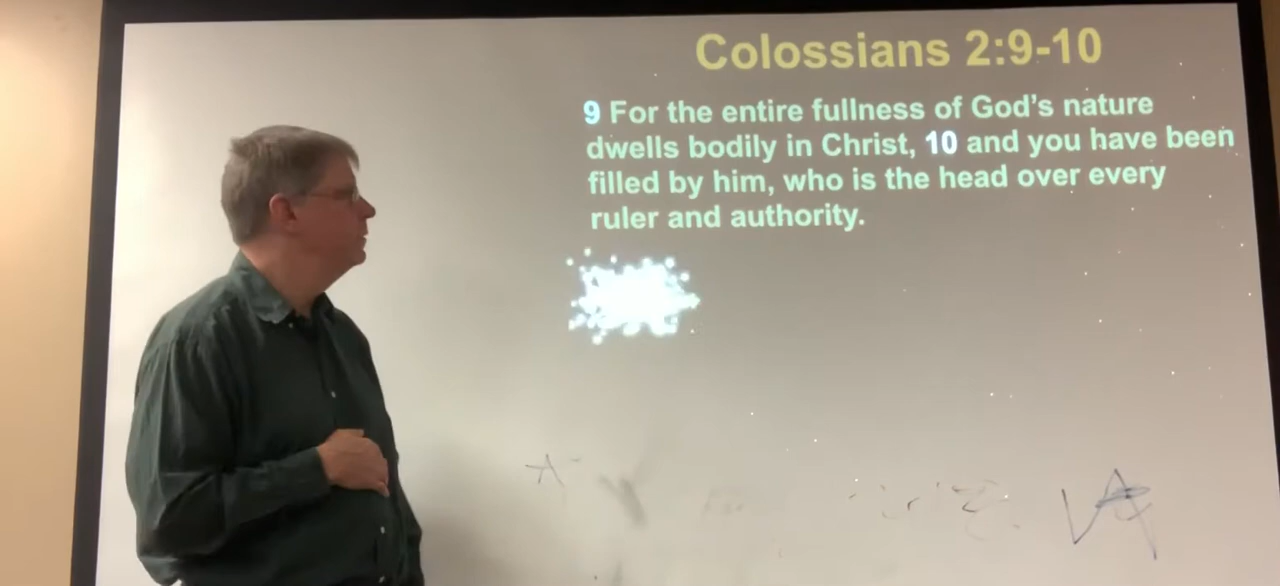 Colossians 2:9-10
9 For the entire fullness of God's nature
dwells bodily in Christ, 10 and you have been
filled by him, who is the head over every
ruler and authority.